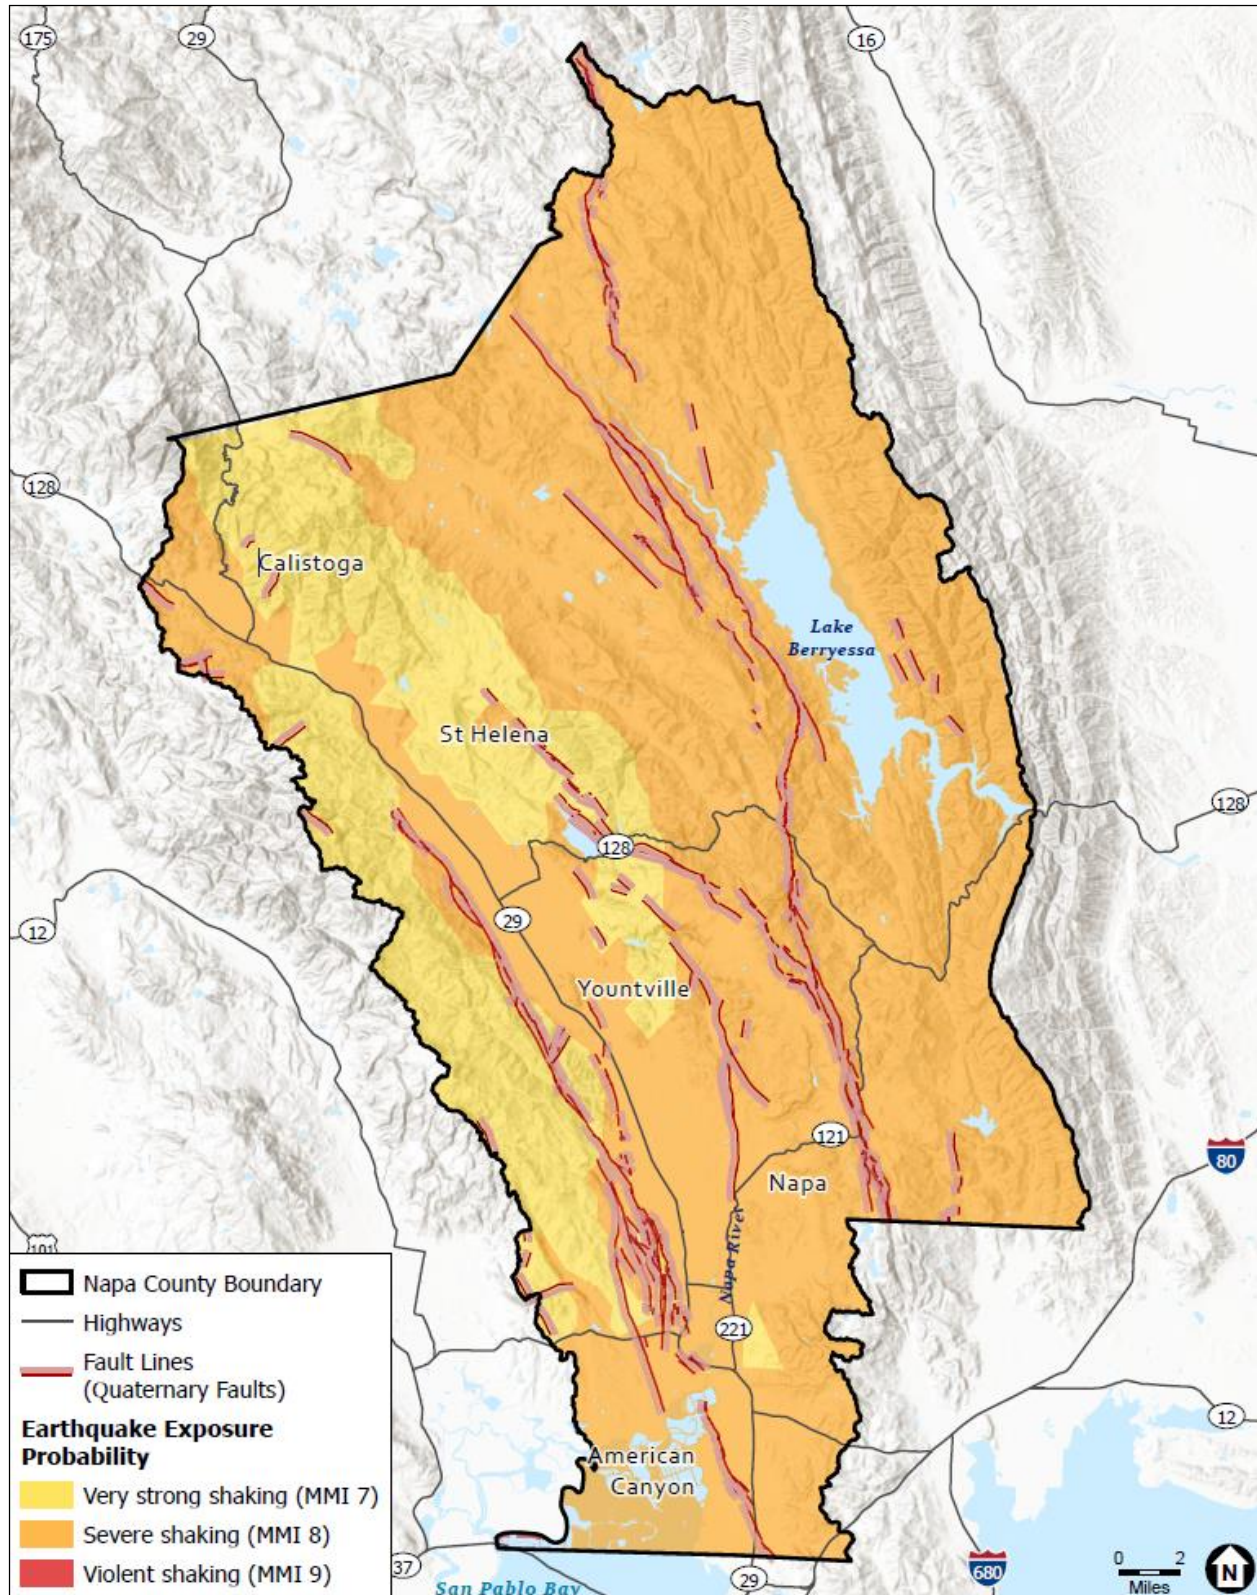 175
29
16
128
Calistoga
Lake
Berryessa
St Helena
128
128
29
12
Yountville
121
80
Napa
Napa River
101
221
12
American
Canyon
37
San Pablo Bay
29
680
Napa County Boundary
Highways
Fault Lines
(Quaternary Faults)
Earthquake Exposure
Probability
Very strong shaking (MMI 7)
Severe shaking (MMI 8)
Violent shaking (MMI 9)
0 2
Miles
N